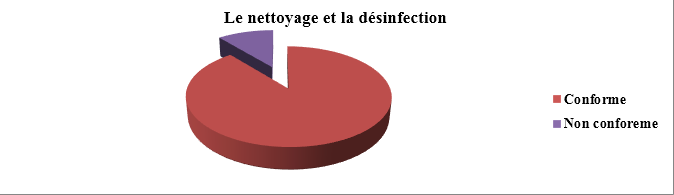 Le nettoyage et la désinfection
Conforme
Non conforeme